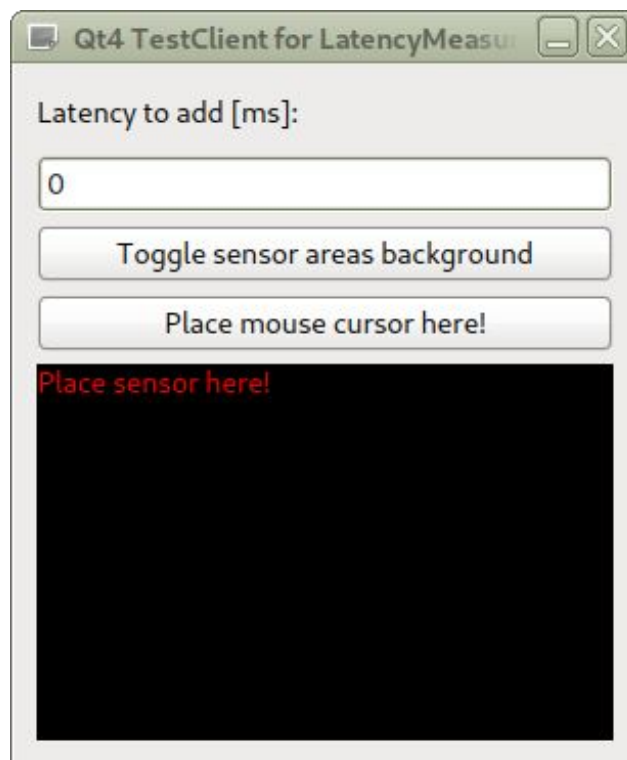 Qt4 TestClient for LatencyMeasu
Latency to add [ms]:
0
Toggle sensor areas background
Place mouse cursor here!
Place sensor here!